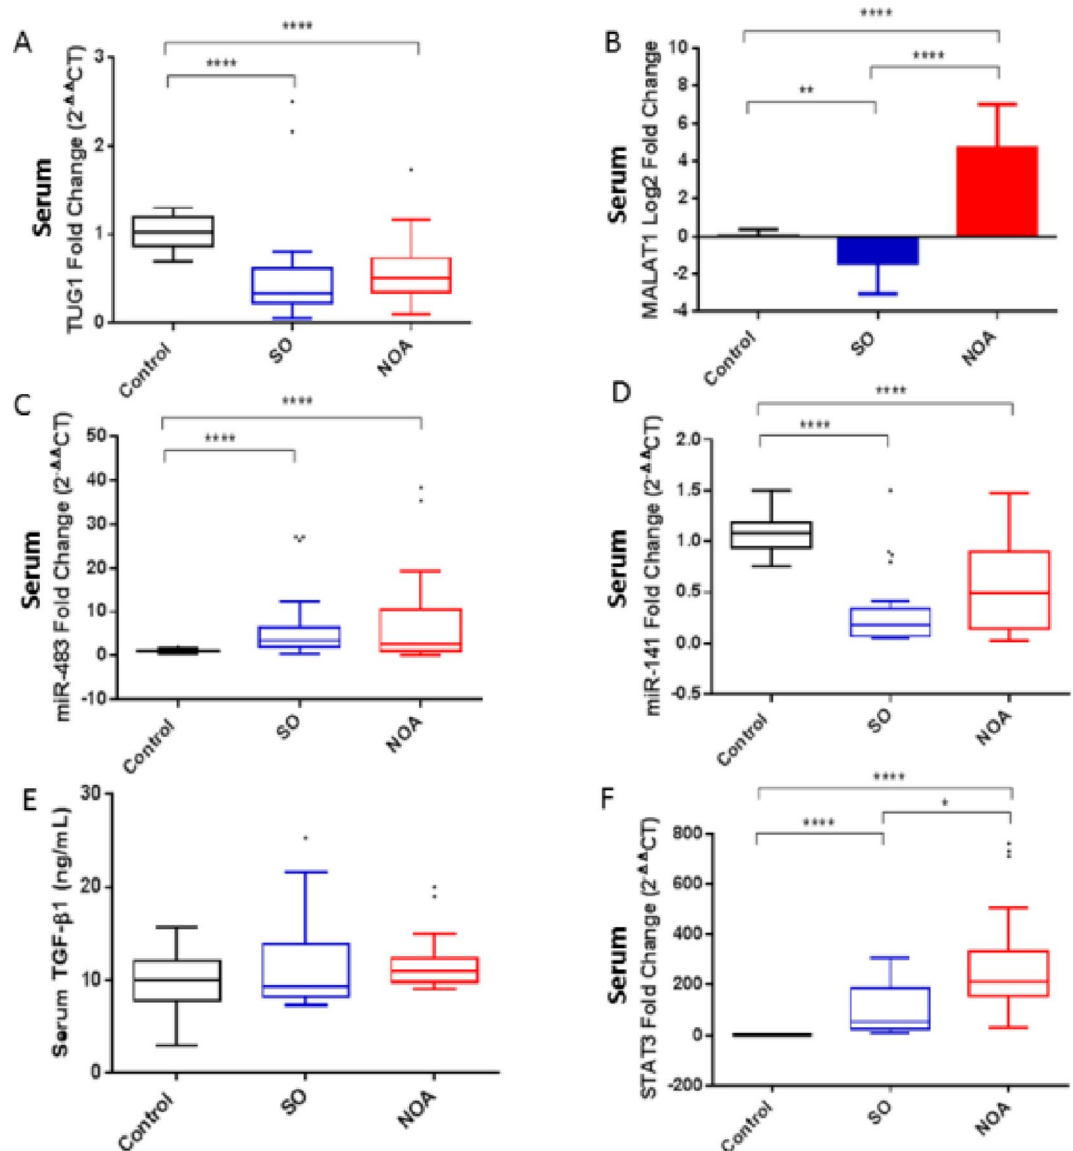 A
Serum
TUG1 Fold Change (2-ΔΔCT)
3
2
1
0
****
****
Control
SO
NOA
B
Serum
MALAT1 Log2 Fold Change
10
8
6
4
2
0
-2
-4
****
****
**
Control
SO
NOA
C
Serum
miR-483 Fold Change (2-ΔΔCT)
50
40
30
20
10
0
-10
****
****
Control
SO
NOA
D
Serum
miR-141 Fold Change (2-ΔΔCT)
2.0
1.5
1.0
0.5
0.0
-0.5
****
****
Control
SO
NOA
E
Serum TGF-β1 (ng/mL)
30
20
10
0
Control
SO
NOA
F
Serum
STAT3 Fold Change (2-ΔΔCT)
800
600
400
200
0
-200
****
*
****
Control
SO
NOA